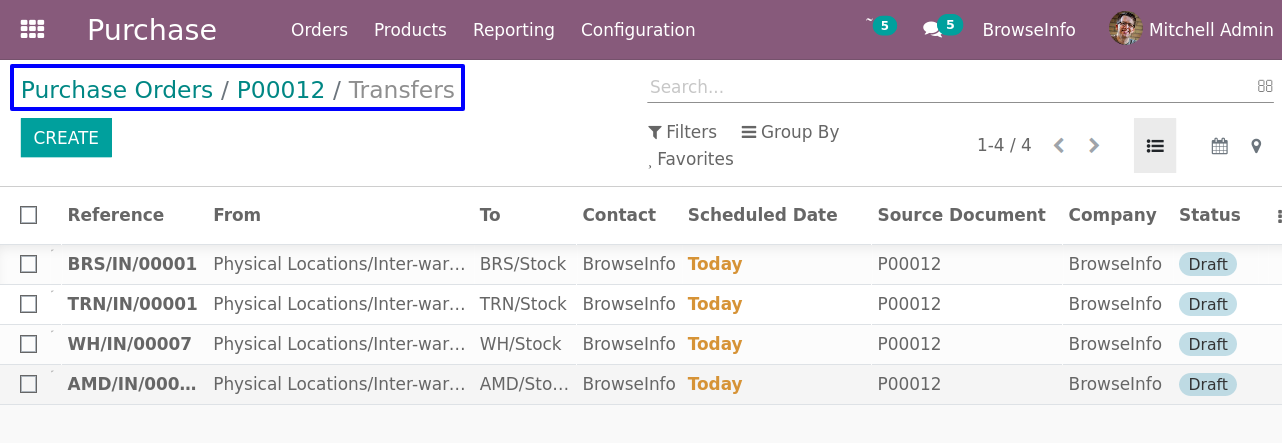 Purchase Orders Products Reporting Configuration 5 5 BrowseInfo Mitchell Admin
Purchase Orders / P00012 / Transfers
Search...
CREATE
Filters Group By
Favorites
1-4 / 4
Reference From To Contact Scheduled Date Source Document Company Status
BRS/IN/00001 Physical Locations/Inter-war... BRS/Stock BrowseInfo Today P00012 BrowseInfo Draft
TRN/IN/00001 Physical Locations/Inter-war... TRN/Stock BrowseInfo Today P00012 BrowseInfo Draft
WH/IN/00007 Physical Locations/Inter-war... WH/Stock BrowseInfo Today P00012 BrowseInfo Draft
AMD/IN/000... Physical Locations/Inter-war... AMD/Sto... BrowseInfo Today P00012 BrowseInfo Draft